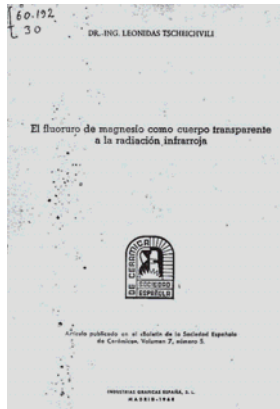 60.192
30
DR.-ING. LEONIDAS TSCHEICHVILI
El fluoruro de magnesio como cuerpo transparente
a la radiación infrarroja
DE CERAMICA
SOCIEDAD
ESPAÑOLA
Artículo publicado en el «Boletín de la Sociedad Española
de Cerámica». Volumen 7, número 5.
INDUSTRIAS GRAFICAS ESPAÑA, S. L.
MADRID-1968